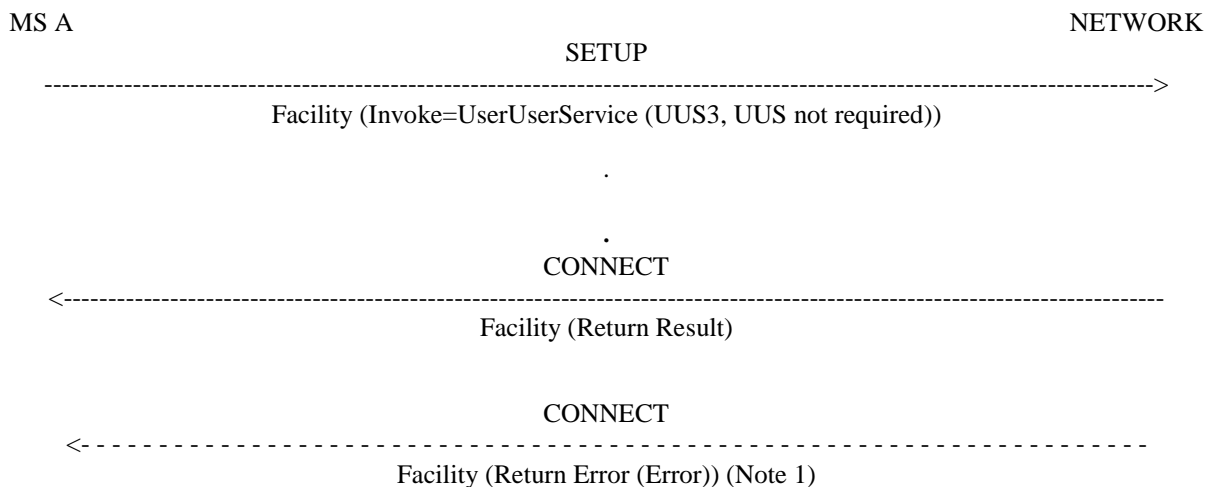 MS A NETWORK
SETUP
-------------------------------------------------------------------------------------------------------------------------------->
Facility (Invoke=UserUserService (UUS3, UUS not required))
.
.
CONNECT
<--------------------------------------------------------------------------------------------------------------------------------
Facility (Return Result)
CONNECT
<- - - - - - - - - - - - - - - - - - - - - - - - - - - - - - - - - - - - - - - - - - - - - - - - - - - - - - - - - - - - - - - - - - - - -
Facility (Return Error (Error)) (Note 1)